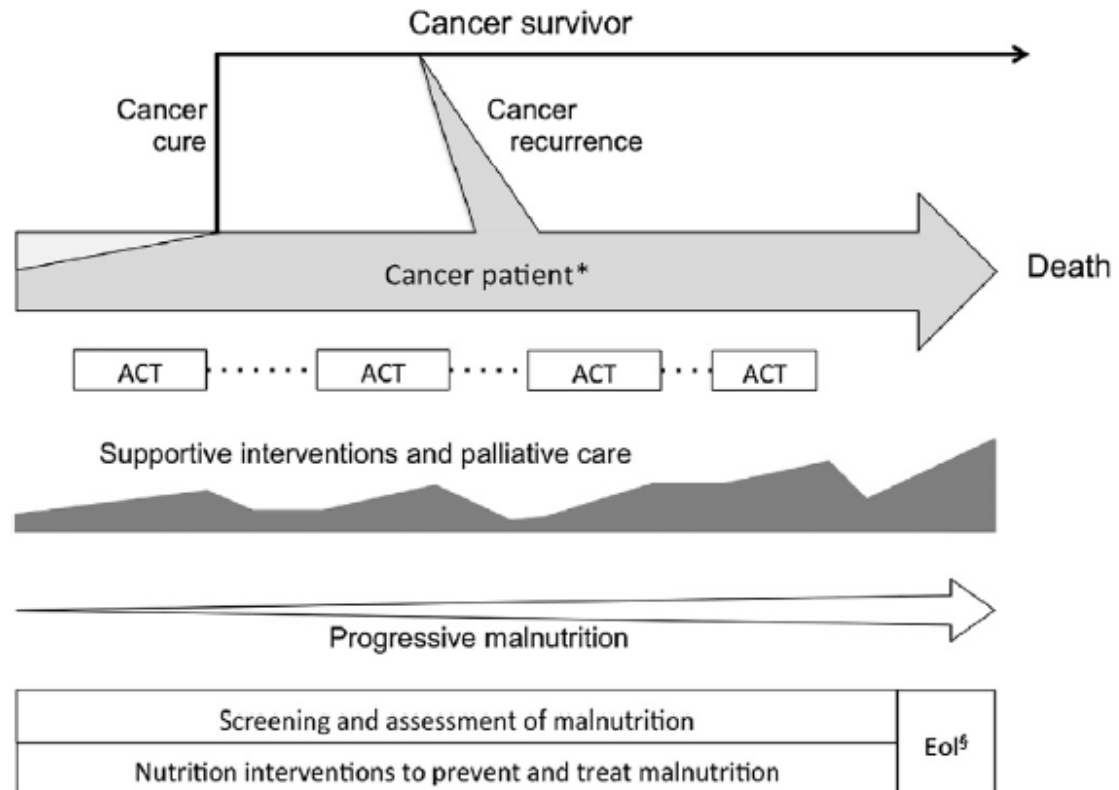 Cancer survivor
Cancer
cure
Cancer
recurrence
Cancer patient*
Death
ACT
ACT
ACT
ACT
Supportive interventions and palliative care
Progressive malnutrition
Screening and assessment of malnutrition
Nutrition interventions to prevent and treat malnutrition
Eol§